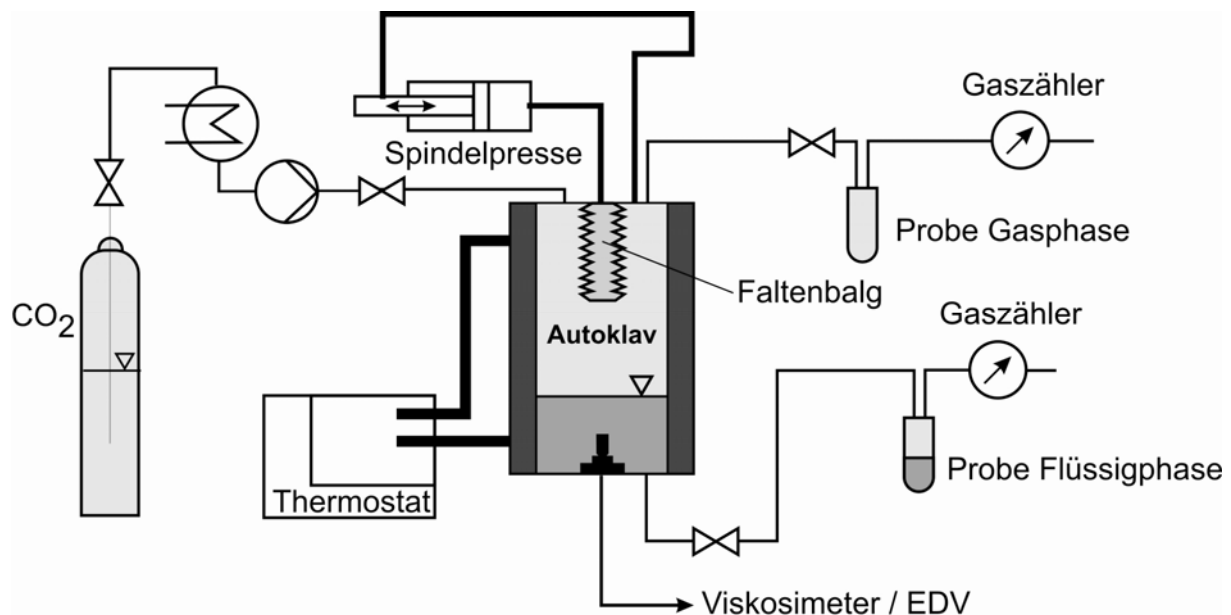 Gaszähler
Spindelpresse
Probe Gasphase
Faltenbalg
CO2
Gaszähler
Autoklav
Probe Flüssigphase
Thermostat
Viskosimeter / EDV